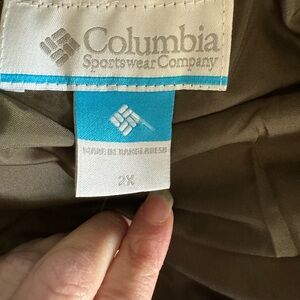 Columbia
Sportswear Company
MADE IN BANGLADESH
2X